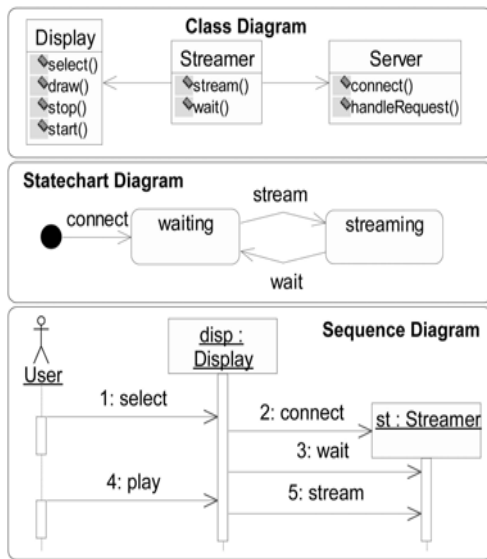 Class Diagram
Display
select()
draw()
stop()
start()
Streamer
stream()
wait()
Server
connect()
handleRequest()
Statechart Diagram
connect
waiting
stream
streaming
wait
Sequence Diagram
User
disp :
Display
st : Streamer
1: select
2: connect
3: wait
4: play
5: stream